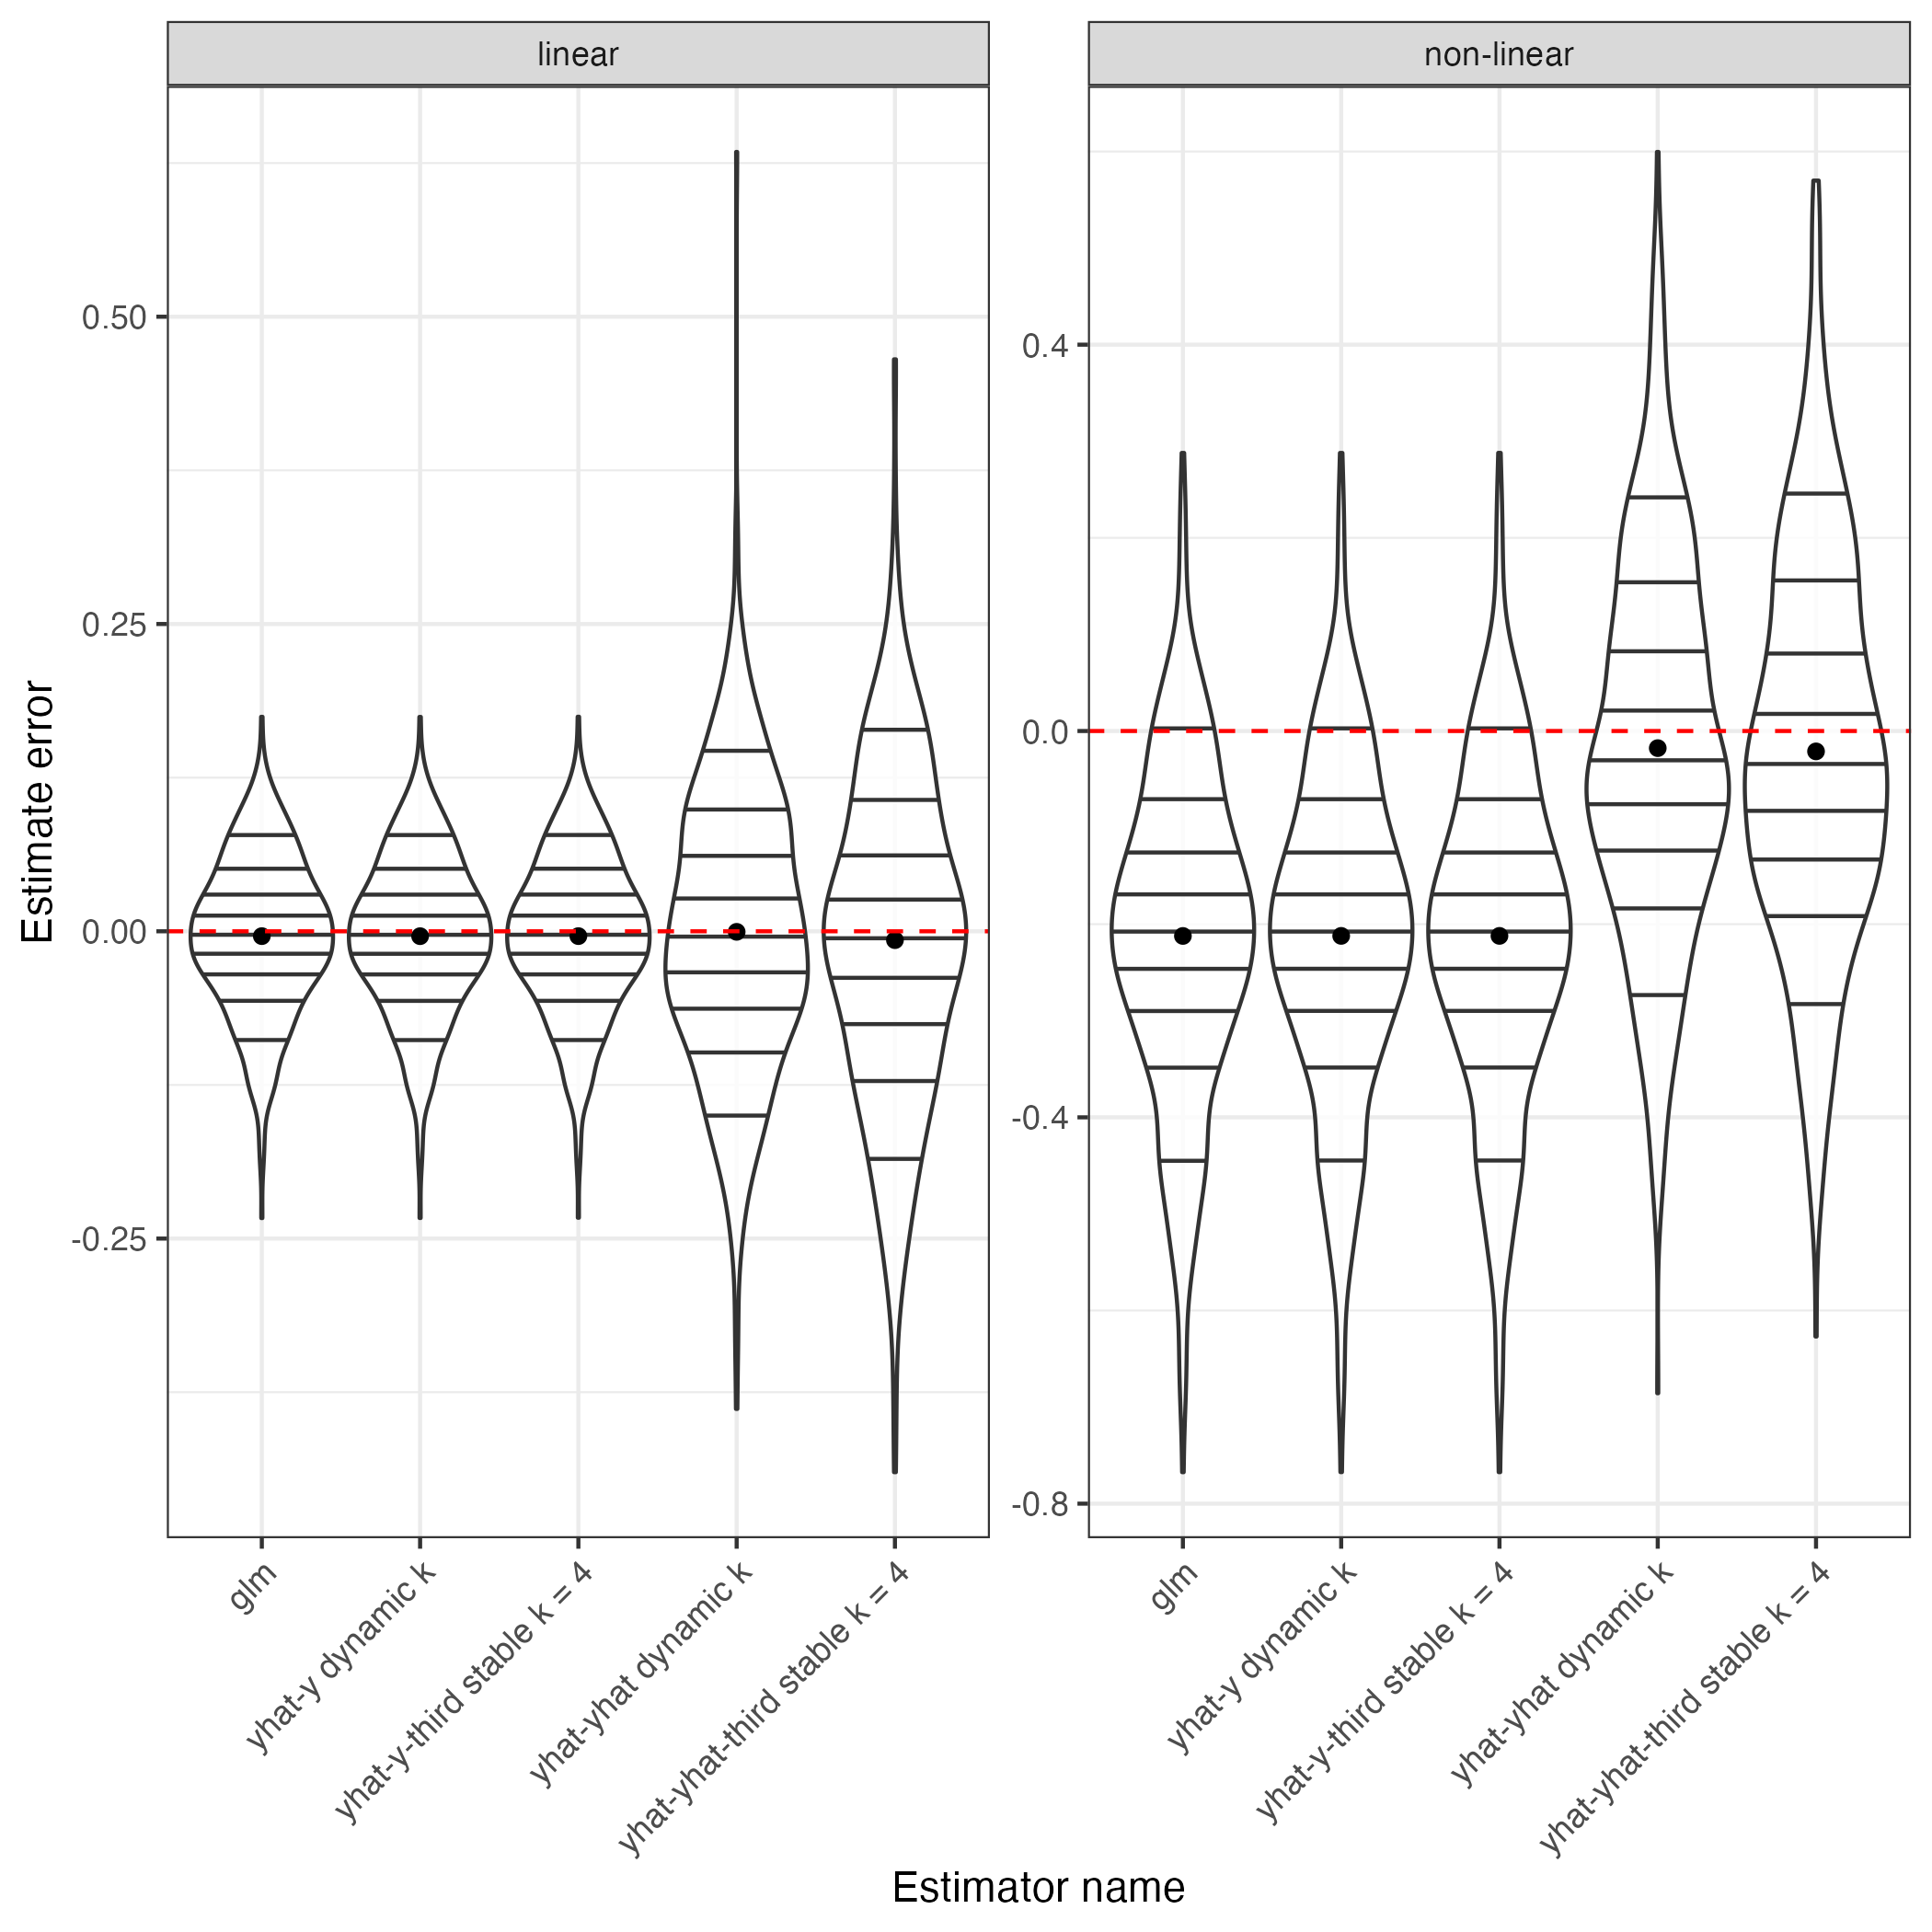 linear
non-linear
Estimate error
0.50
0.25
0.00
-0.25
0.4
0.0
-0.4
-0.8
glm
yhat-y dynamic k
yhat-y-third stable k = 4
yhat-yhat dynamic k
yhat-yhat-third stable k = 4
glm
yhat-y dynamic k
yhat-y-third stable k = 4
yhat-yhat dynamic k
yhat-yhat-third stable k = 4
Estimator name